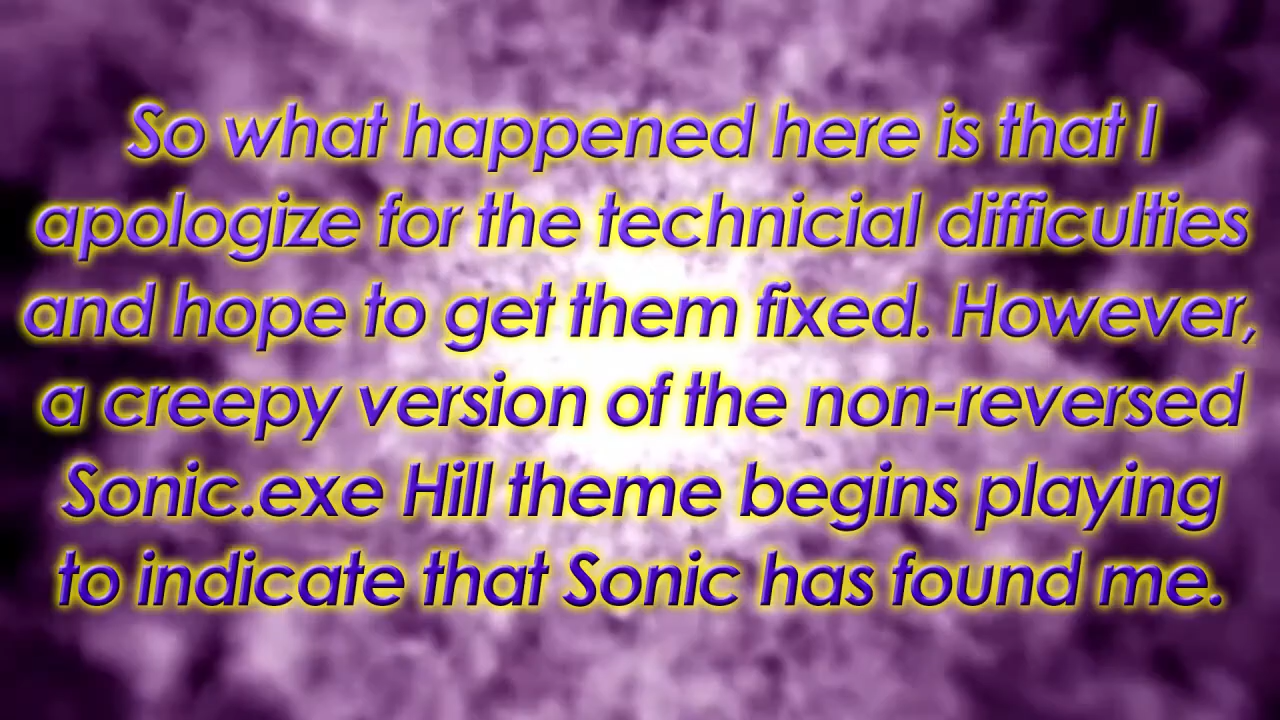 So what happened here is that I
apologize for the technicial difficulties
and hope to get them fixed. However,
a creepy version of the non-reversed
Sonic.exe Hill theme begins playing
to indicate that Sonic has found me.